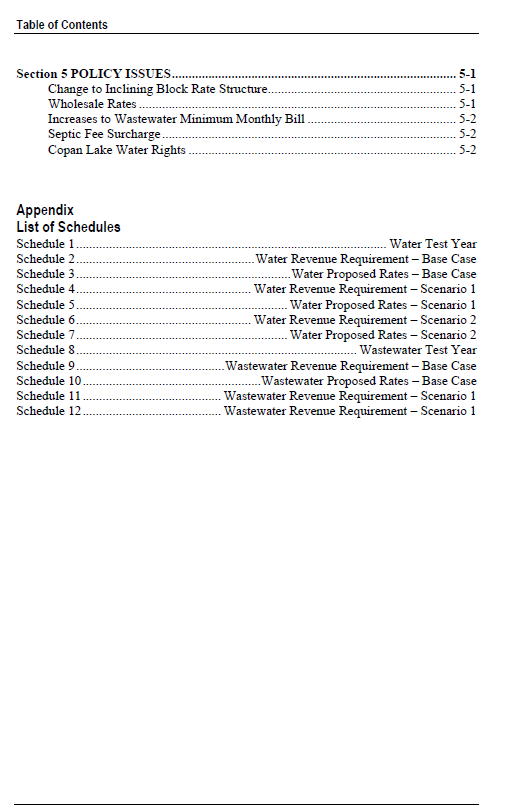 Table of Contents
Section 5 POLICY ISSUES.......................................................................................... 5-1
Change to Inclining Block Rate Structure........................................................... 5-1
Wholesale Rates ................................................................................................... 5-1
Increases to Wastewater Minimum Monthly Bill ............................................... 5-2
Septic Fee Surcharge............................................................................................ 5-2
Copan Lake Water Rights .................................................................................... 5-2
Appendix
List of Schedules
Schedule 1.................................................................................................. Water Test Year
Schedule 2........................................................Water Revenue Requirement – Base Case
Schedule 3...................................................................Water Proposed Rates – Base Case
Schedule 4....................................................... Water Revenue Requirement – Scenario 1
Schedule 5.................................................................. Water Proposed Rates – Scenario 1
Schedule 6....................................................... Water Revenue Requirement – Scenario 2
Schedule 7.................................................................. Water Proposed Rates – Scenario 2
Schedule 8........................................................................................ Wastewater Test Year
Schedule 9..............................................Wastewater Revenue Requirement – Base Case
Schedule 10........................................................Wastewater Proposed Rates – Base Case
Schedule 11............................................ Wastewater Revenue Requirement – Scenario 1
Schedule 12............................................ Wastewater Revenue Requirement – Scenario 1